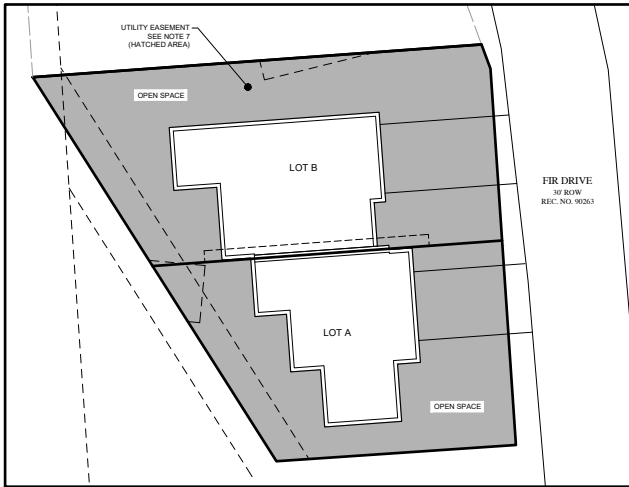 UTILITY EASEMENT
SEE NOTE 7
(HATCHED AREA)
OPEN SPACE
LOT B
FIR DRIVE
30' ROW
REC. NO. 90263
LOT A
OPEN SPACE